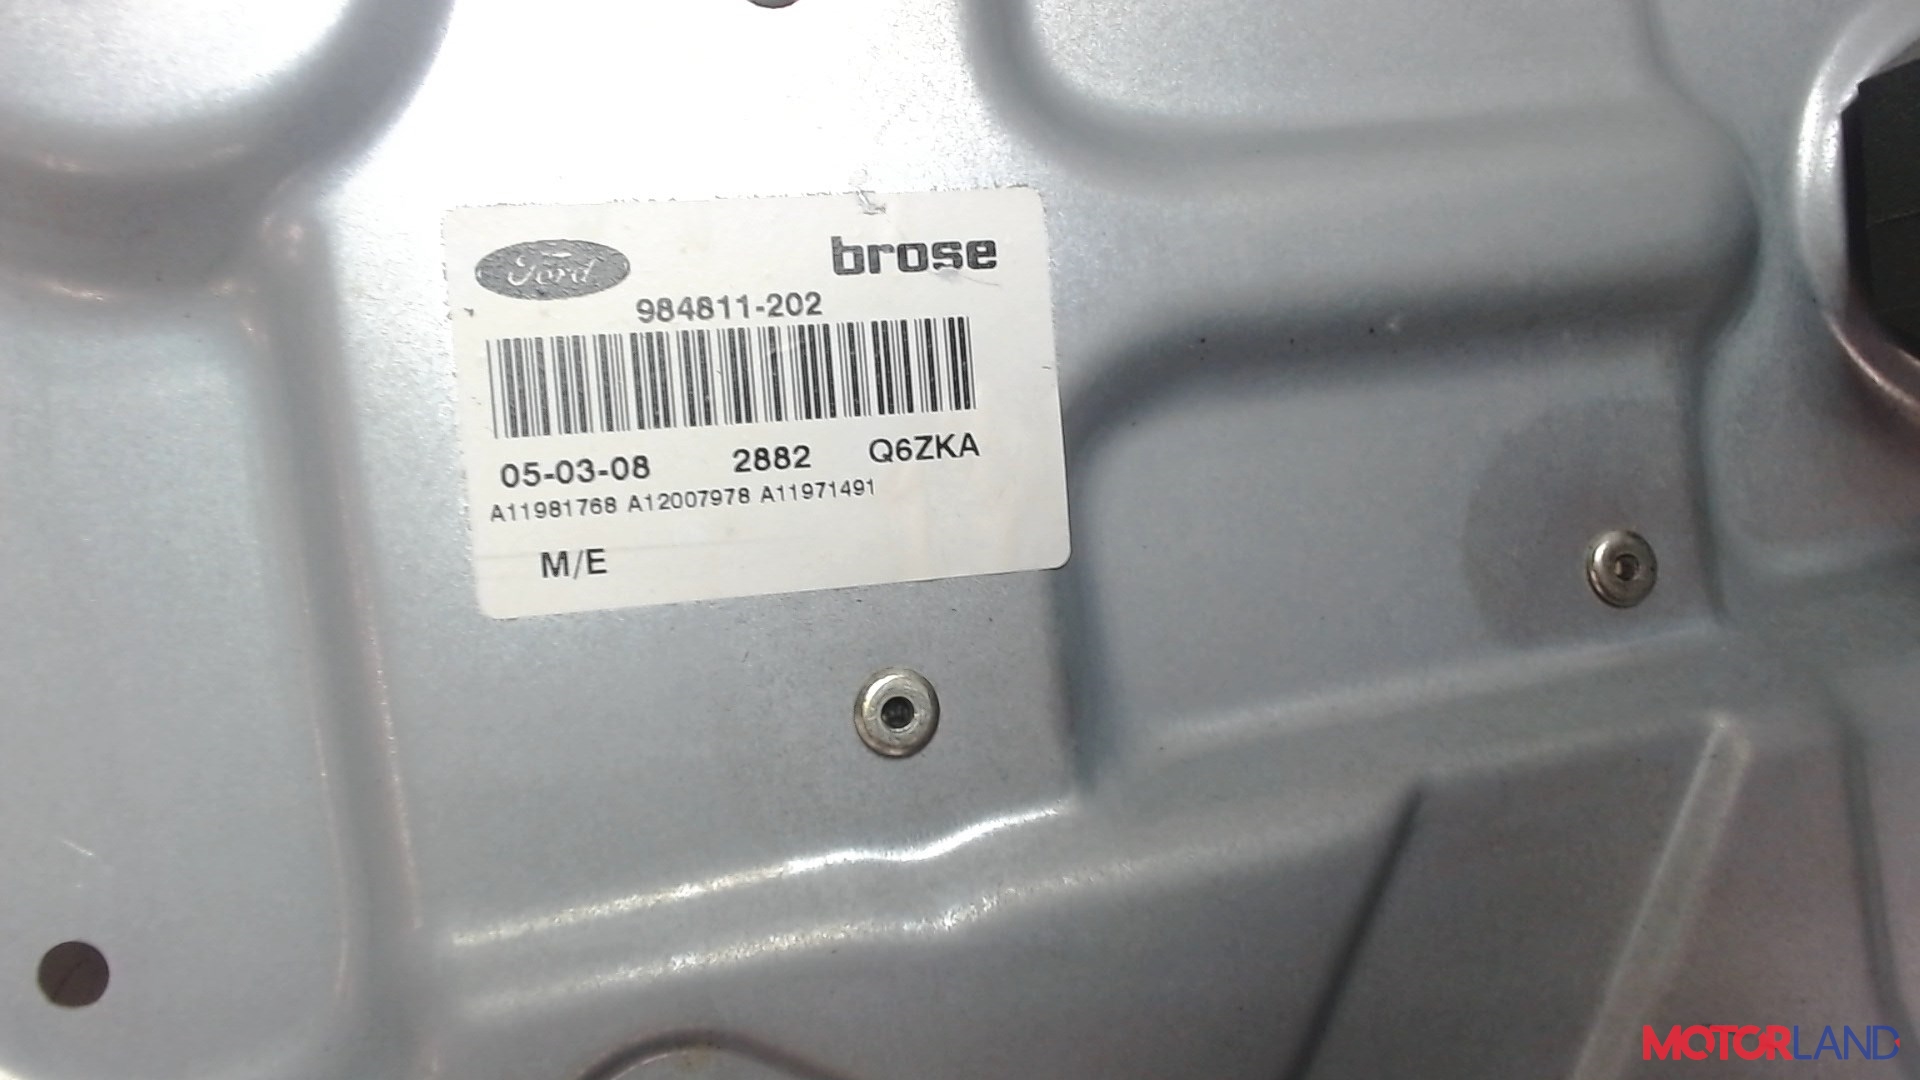 Ford
brose
984811-202
05-03-08 2882 Q6ZKA
A11981768 A12007978 A11971491
M/E
MOTORLAND